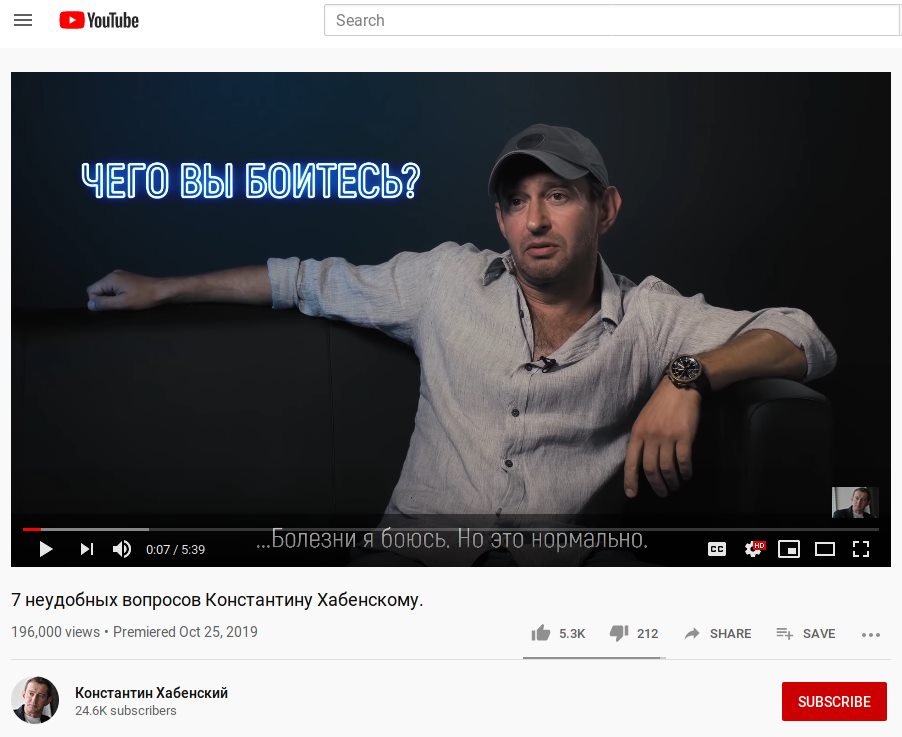 YouTube
Search
ЧЕГО ВЫ БОИТЕСЬ?
...Болезни я боюсь. Но это нормально.
0:07 / 5:39
CC
HD
7 неудобных вопросов Константину Хабенскому.
196,000 views • Premiered Oct 25, 2019
5.3K
212
SHARE
SAVE
Константин Хабенский
24.6K subscribers
SUBSCRIBE